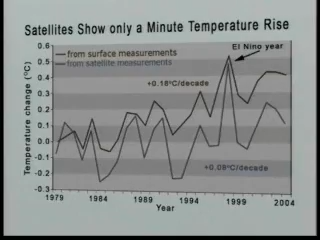 Satellites Show only a Minute Temperature Rise
El Nino year
from surface measurements
from satellite measurements
+0.18°C/decade
+0.08°C/decade
Temperature change (°C)
0.6
0.5
0.4
0.3
0.2
0.1
0.0
-0.1
-0.2
-0.3
1979
1984
1989
1994
1999
2004
Year